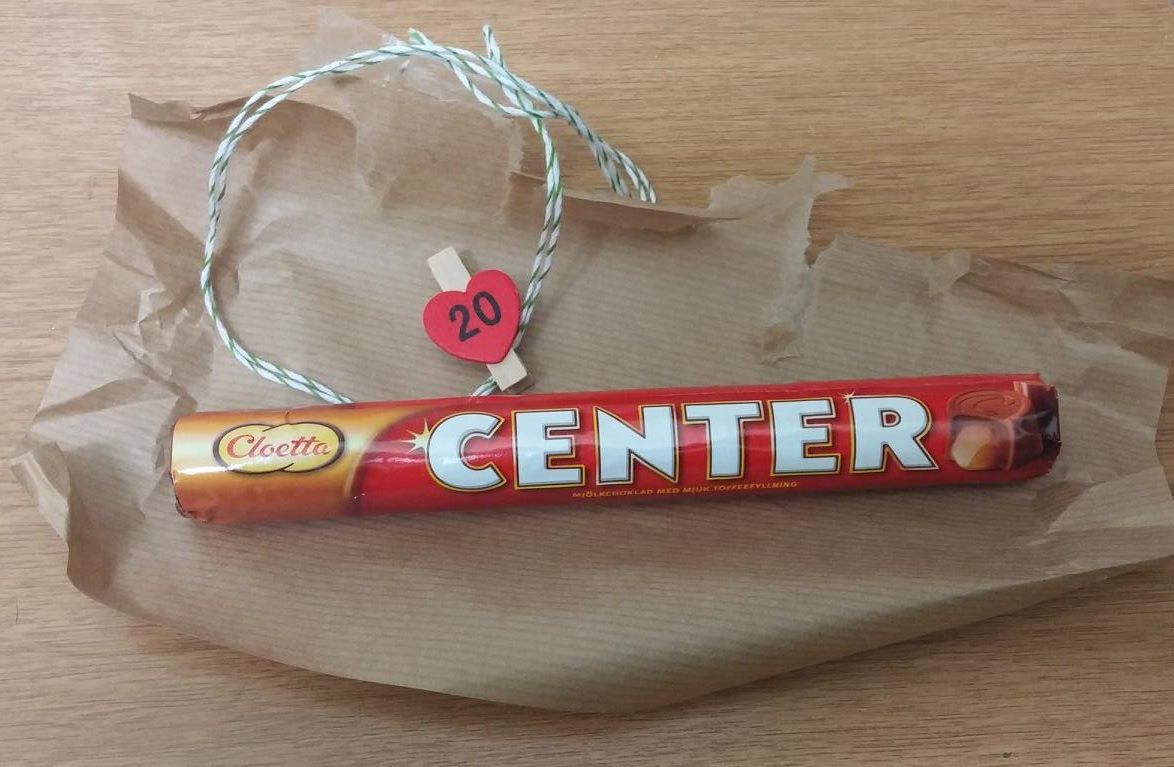 20
Cloetta
CENTER
MJÖLKCHOKLAD MED MJUK TOFFEEFYLLNING